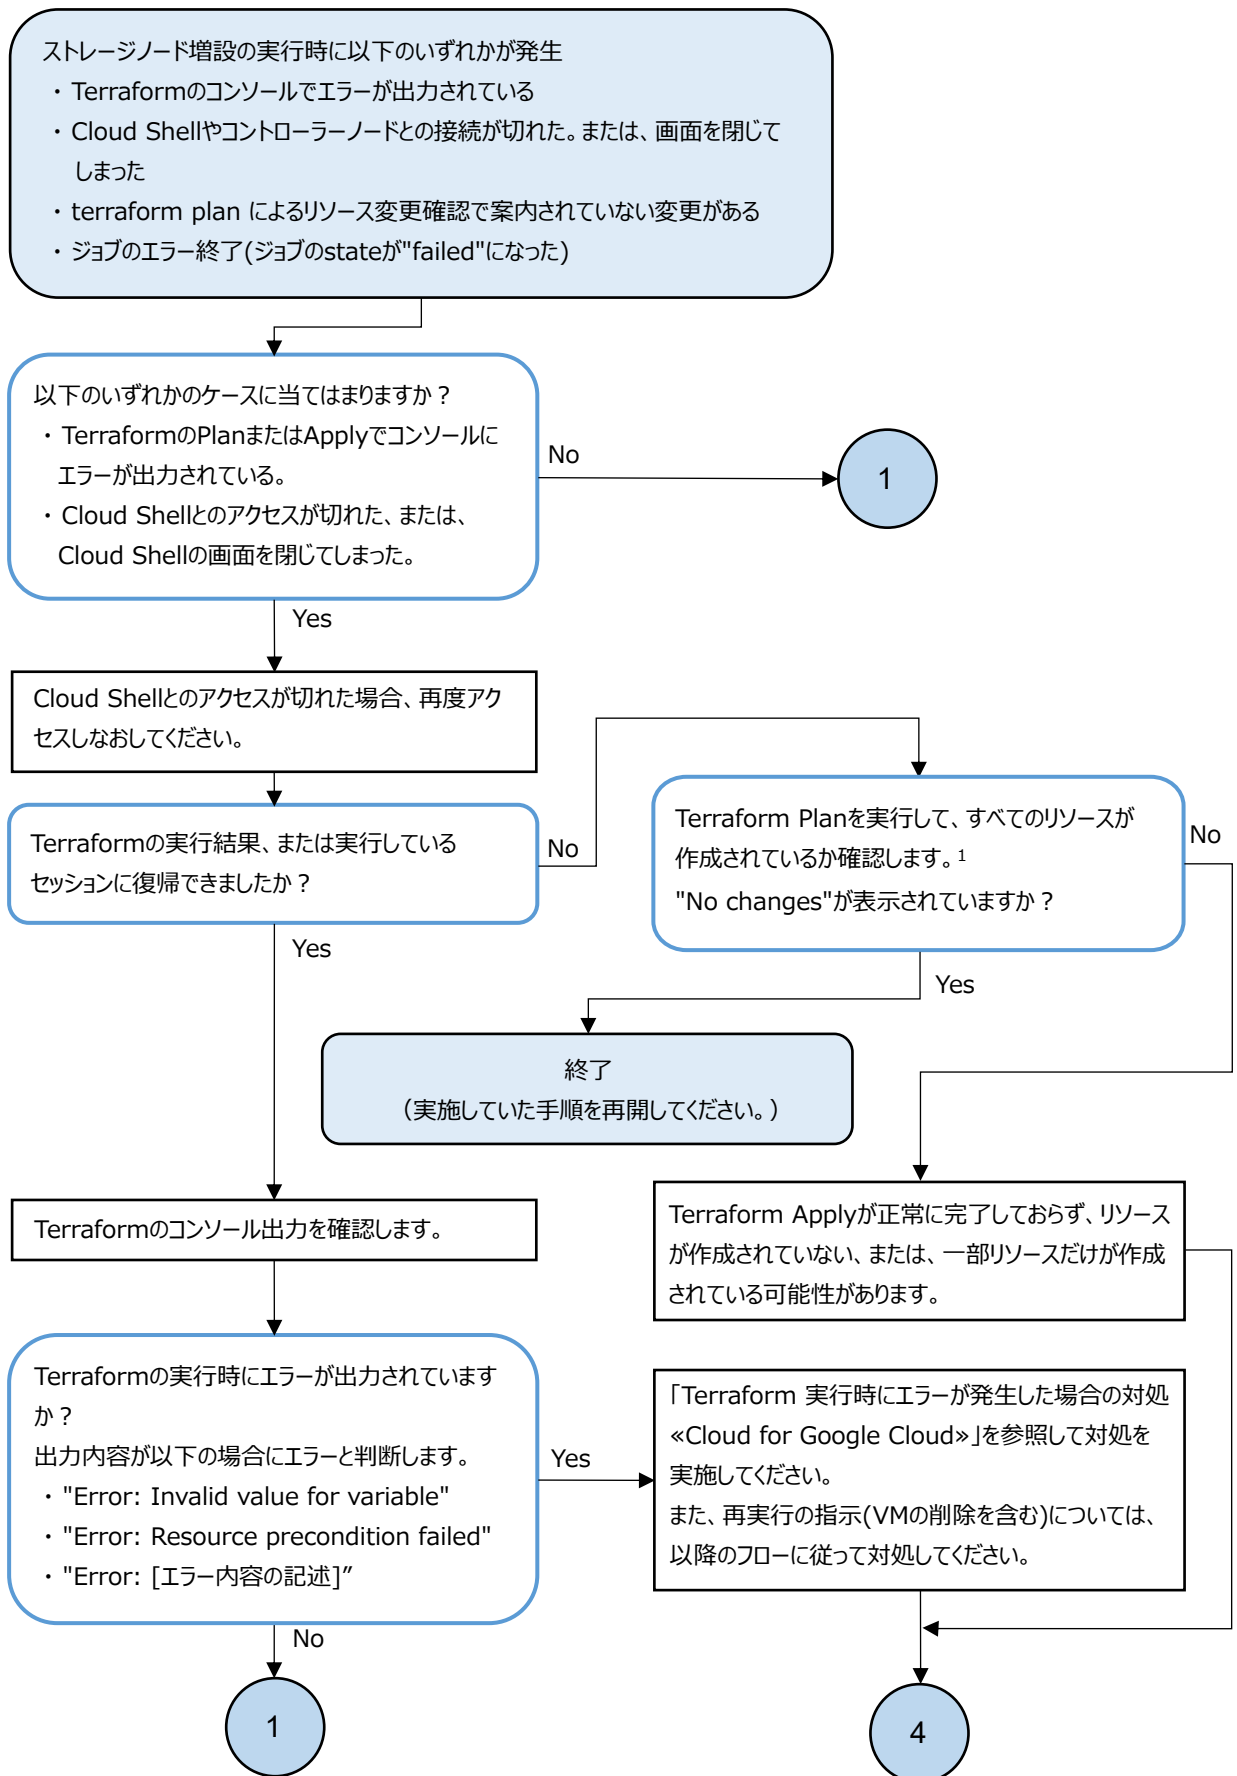 ストレージノード増設の実行時に以下のいずれかが発生
・Terraformのコンソールでエラーが出力されている
・Cloud Shellやコントローラーノードとの接続が切れた。または、画面を閉じて
しまった
・terraform plan によるリソース変更確認で案内されていない変更がある
・ジョブのエラー終了(ジョブのstateが"failed"になった)
以下のいずれかのケースに当てはまりますか？
・TerraformのPlanまたはApplyでコンソールに
エラーが出力されている。
・Cloud Shellとのアクセスが切れた、または、
Cloud Shellの画面を閉じてしまった。
No
1
Yes
Cloud Shellとのアクセスが切れた場合、再度アク
セスしなおしてください。
Terraformの実行結果、または実行している
セッションに復帰できましたか？
No
Terraform Planを実行して、すべてのリソースが
作成されているか確認します。1
"No changes"が表示されていますか？
No
Yes
Yes
終了
（実施していた手順を再開してください。）
Terraformのコンソール出力を確認します。
Terraform Applyが正常に完了しておらず、リソース
が作成されていない、または、一部リソースだけが作成
されている可能性があります。
Terraformの実行時にエラーが出力されています
か？
出力内容が以下の場合にエラーと判断します。
・"Error: Invalid value for variable"
・"Error: Resource precondition failed"
・"Error: [エラー内容の記述]”
Yes
「Terraform 実行時にエラーが発生した場合の対処
«Cloud for Google Cloud»」を参照して対処を
実施してください。
また、再実行の指示(VMの削除を含む)については、
以降のフローに従って対処してください。
No
1
4